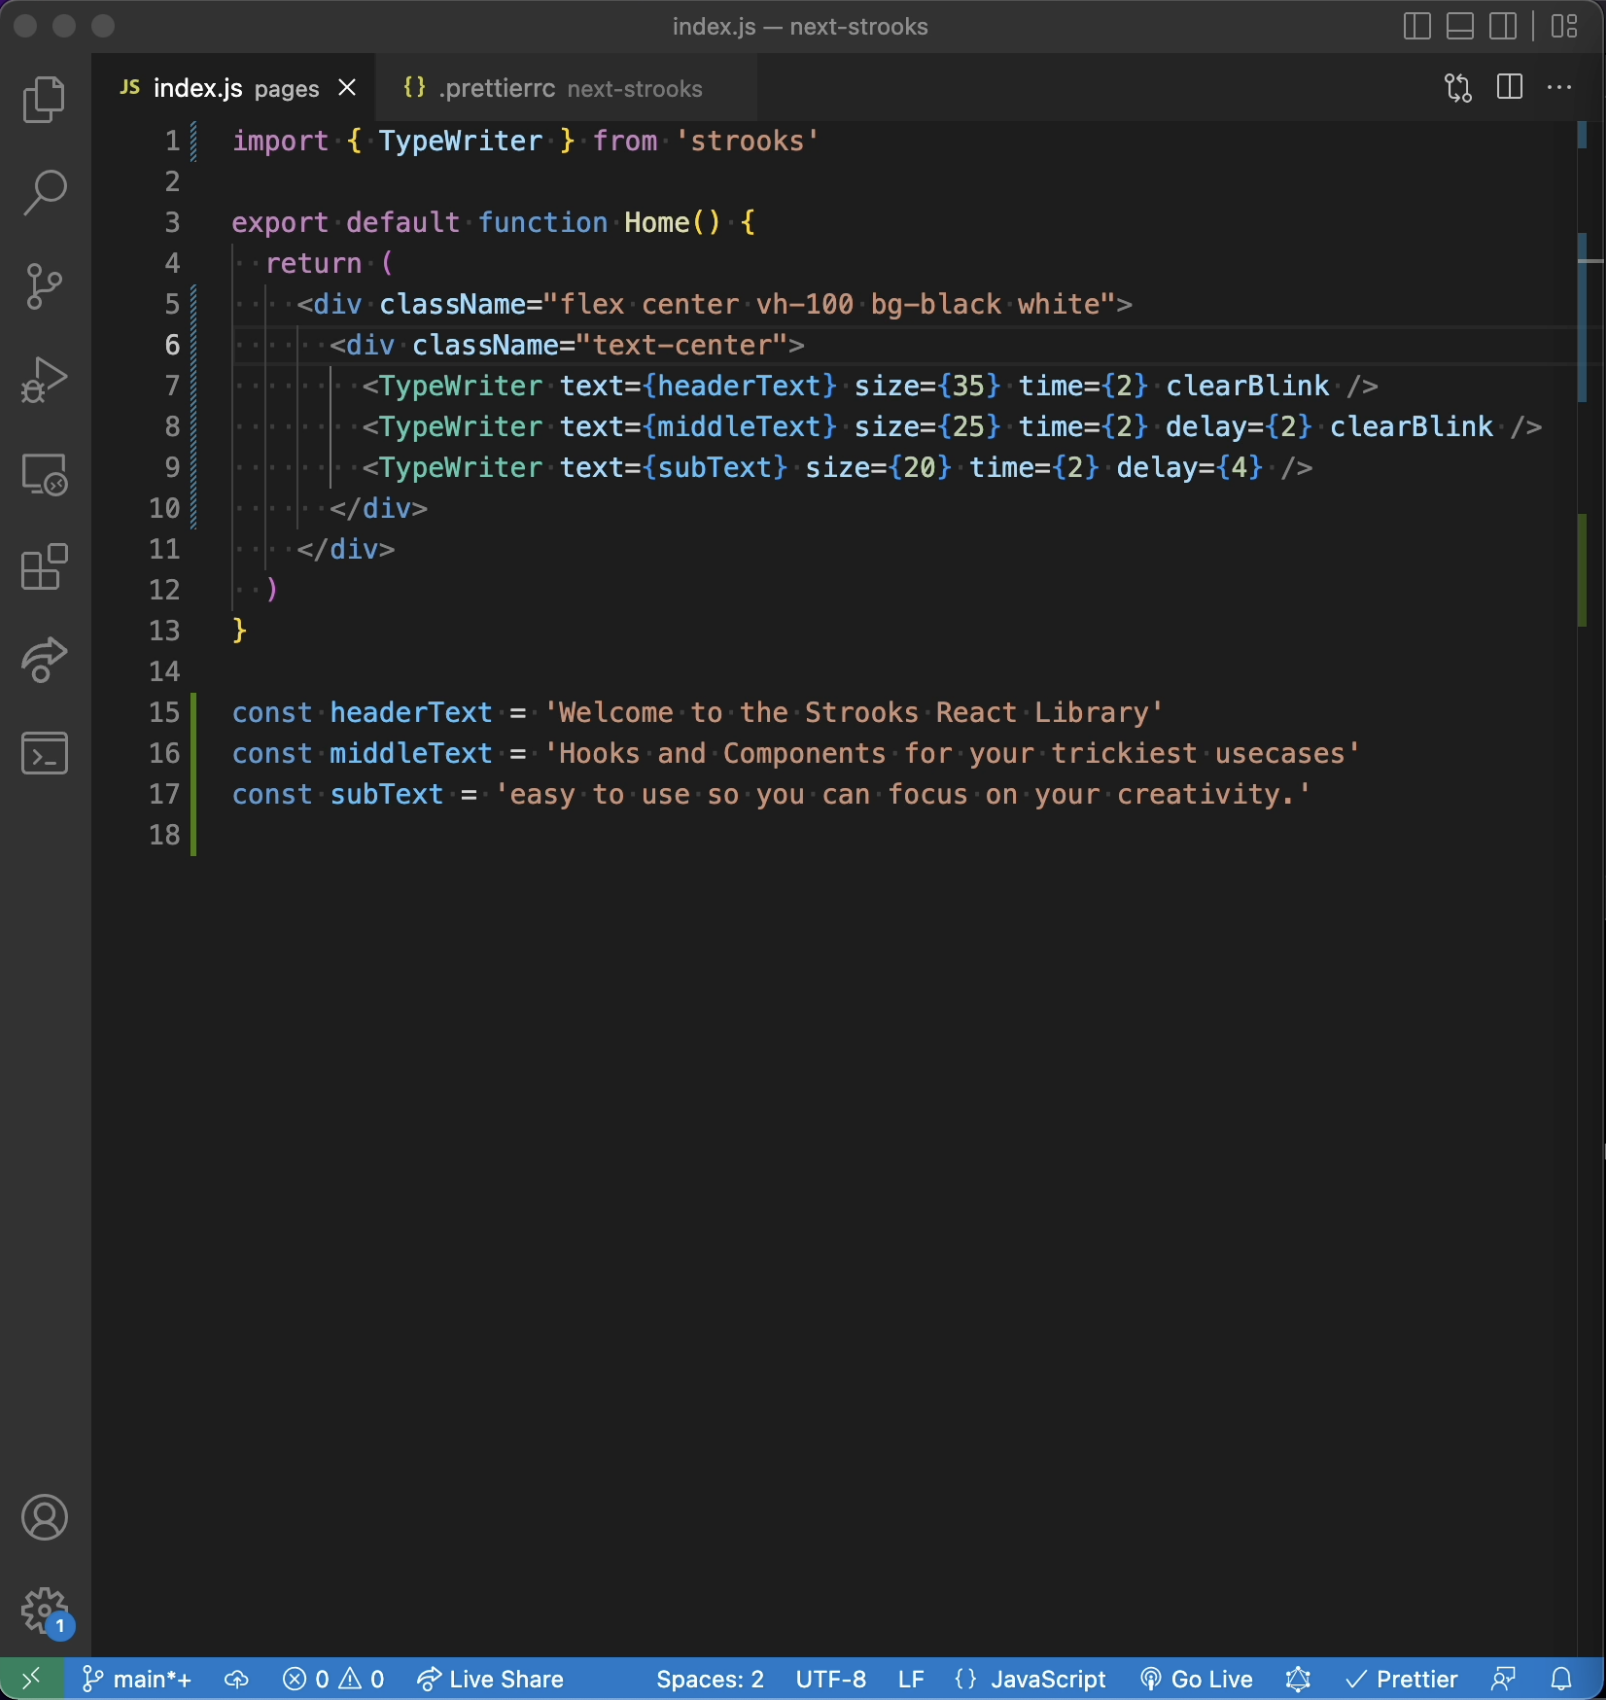 index.js — next-strooks
JS index.js pages
{} .prettierrc next-strooks
1 import { TypeWriter } from 'strooks'
2
3 export default function Home() {
4   return (
5     <div className="flex center vh-100 bg-black white">
6       <div className="text-center">
7         <TypeWriter text={headerText} size={35} time={2} clearBlink />
8         <TypeWriter text={middleText} size={25} time={2} delay={2} clearBlink />
9         <TypeWriter text={subText} size={20} time={2} delay={4} />
10       </div>
11     </div>
12   )
13 }
14
15 const headerText = 'Welcome to the Strooks React Library'
16 const middleText = 'Hooks and Components for your trickiest usecases'
17 const subText = 'easy to use so you can focus on your creativity.'
18
1
main*+ 0 0 Live Share Spaces: 2 UTF-8 LF {} JavaScript Go Live Prettier